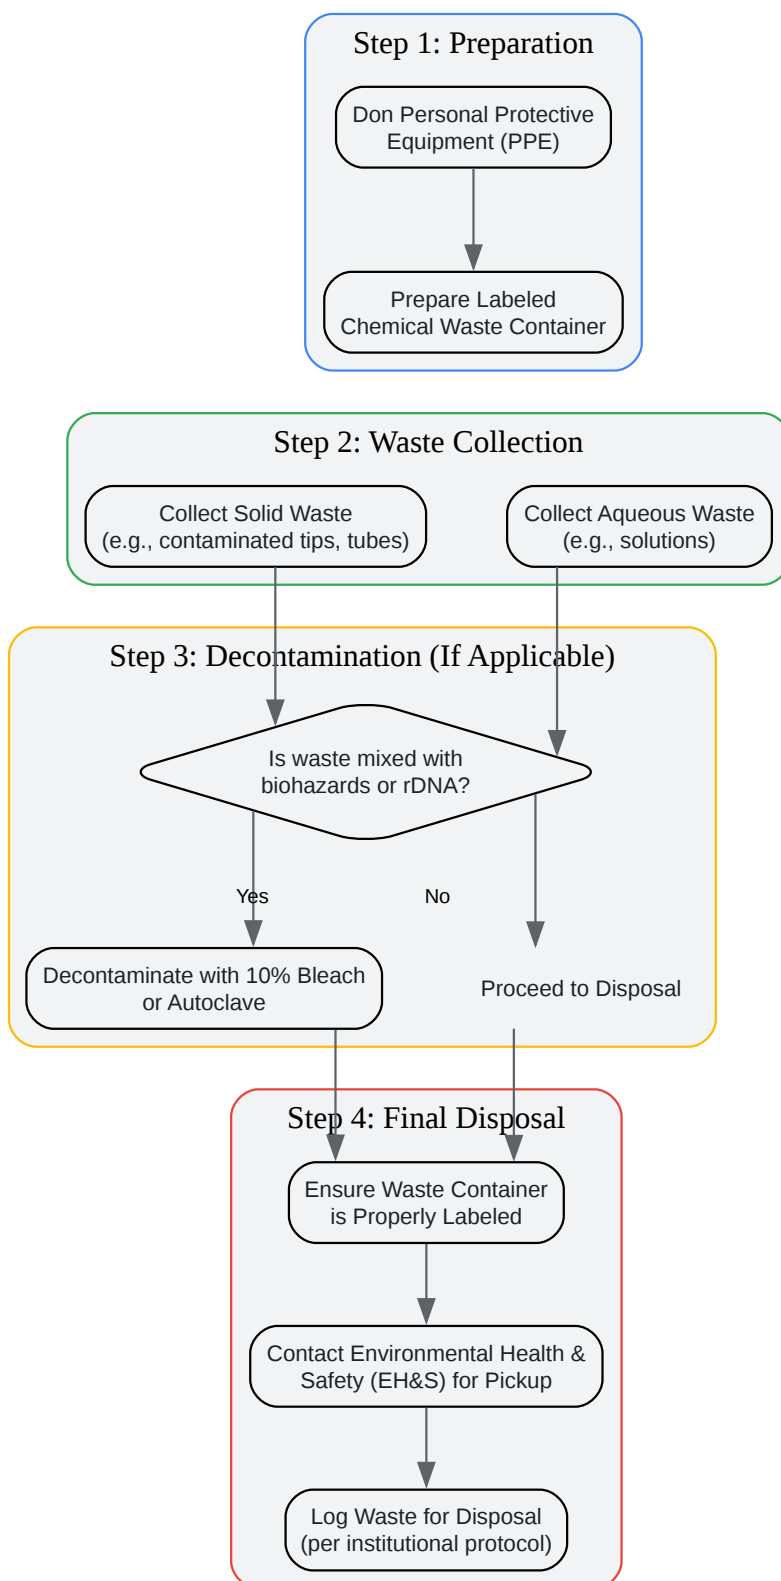 Step 1: Preparation
Don Personal Protective
Equipment (PPE)
Prepare Labeled
Chemical Waste Container
Step 2: Waste Collection
Collect Solid Waste
(e.g., contaminated tips, tubes)
Collect Aqueous Waste
(e.g., solutions)
Step 3: Decontamination (If Applicable)
Is waste mixed with
biohazards or rDNA?
Yes
No
Decontaminate with 10% Bleach
or Autoclave
Proceed to Disposal
Step 4: Final Disposal
Ensure Waste Container
is Properly Labeled
Contact Environmental Health &
Safety (EH&S) for Pickup
Log Waste for Disposal
(per institutional protocol)